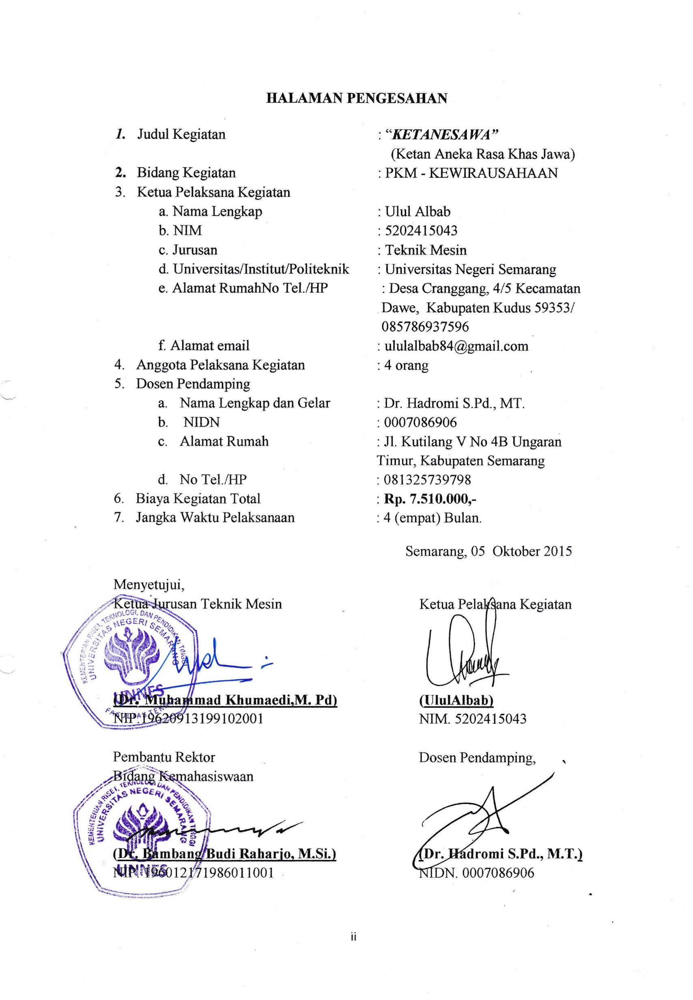 HALAMAN PENGESAHAN
1. Judul Kegiatan : “KETANESAWA”
(Ketan Aneka Rasa Khas Jawa)
2. Bidang Kegiatan : PKM - KEWIRAUSAHAAN
3. Ketua Pelaksana Kegiatan
a. Nama Lengkap : Ulul Albab
b. NIM : 5202415043
c. Jurusan : Teknik Mesin
d. Universitas/Institut/Politeknik : Universitas Negeri Semarang
e. Alamat RumahNo Tel./HP : Desa Cranggang, 4/5 Kecamatan
Dawe, Kabupaten Kudus 59353/
085786937596
f. Alamat email : ululalbab84@gmail.com
4. Anggota Pelaksana Kegiatan : 4 orang
5. Dosen Pendamping
a. Nama Lengkap dan Gelar : Dr. Hadromi S.Pd., MT.
b. NIDN : 0007086906
c. Alamat Rumah : Jl. Kutilang V No 4B Ungaran
Timur, Kabupaten Semarang
d. No Tel./HP : 081325739798
6. Biaya Kegiatan Total : Rp. 7.510.000,-
7. Jangka Waktu Pelaksanaan : 4 (empat) Bulan.
Semarang, 05 Oktober 2015
Menyetujui,
Ketua Jurusan Teknik Mesin Ketua Pelaksana Kegiatan
KEMENTERIAN RISET, TEKNOLOGI, DAN PENDIDIKAN TINGGI
UNIVERSITAS NEGERI SEMARANG
UNNES
FAKULTAS TEKNIK
(Dr. Muhammad Khumaedi,M. Pd) (UlulAlbab)
NIP.19620913199102001 NIM. 5202415043
Pembantu Rektor Dosen Pendamping,
Bidang Kemahasiswaan
KEMENTERIAN RISET, TEKNOLOGI DAN PENDIDIKAN TINGGI
UNIVERSITAS NEGERI SEMARANG
UNNES
(Dr. Bambang Budi Raharjo, M.Si.) (Dr. Hadromi S.Pd., M.T.)
NIP. 196012171986011001 NIDN. 0007086906
ii